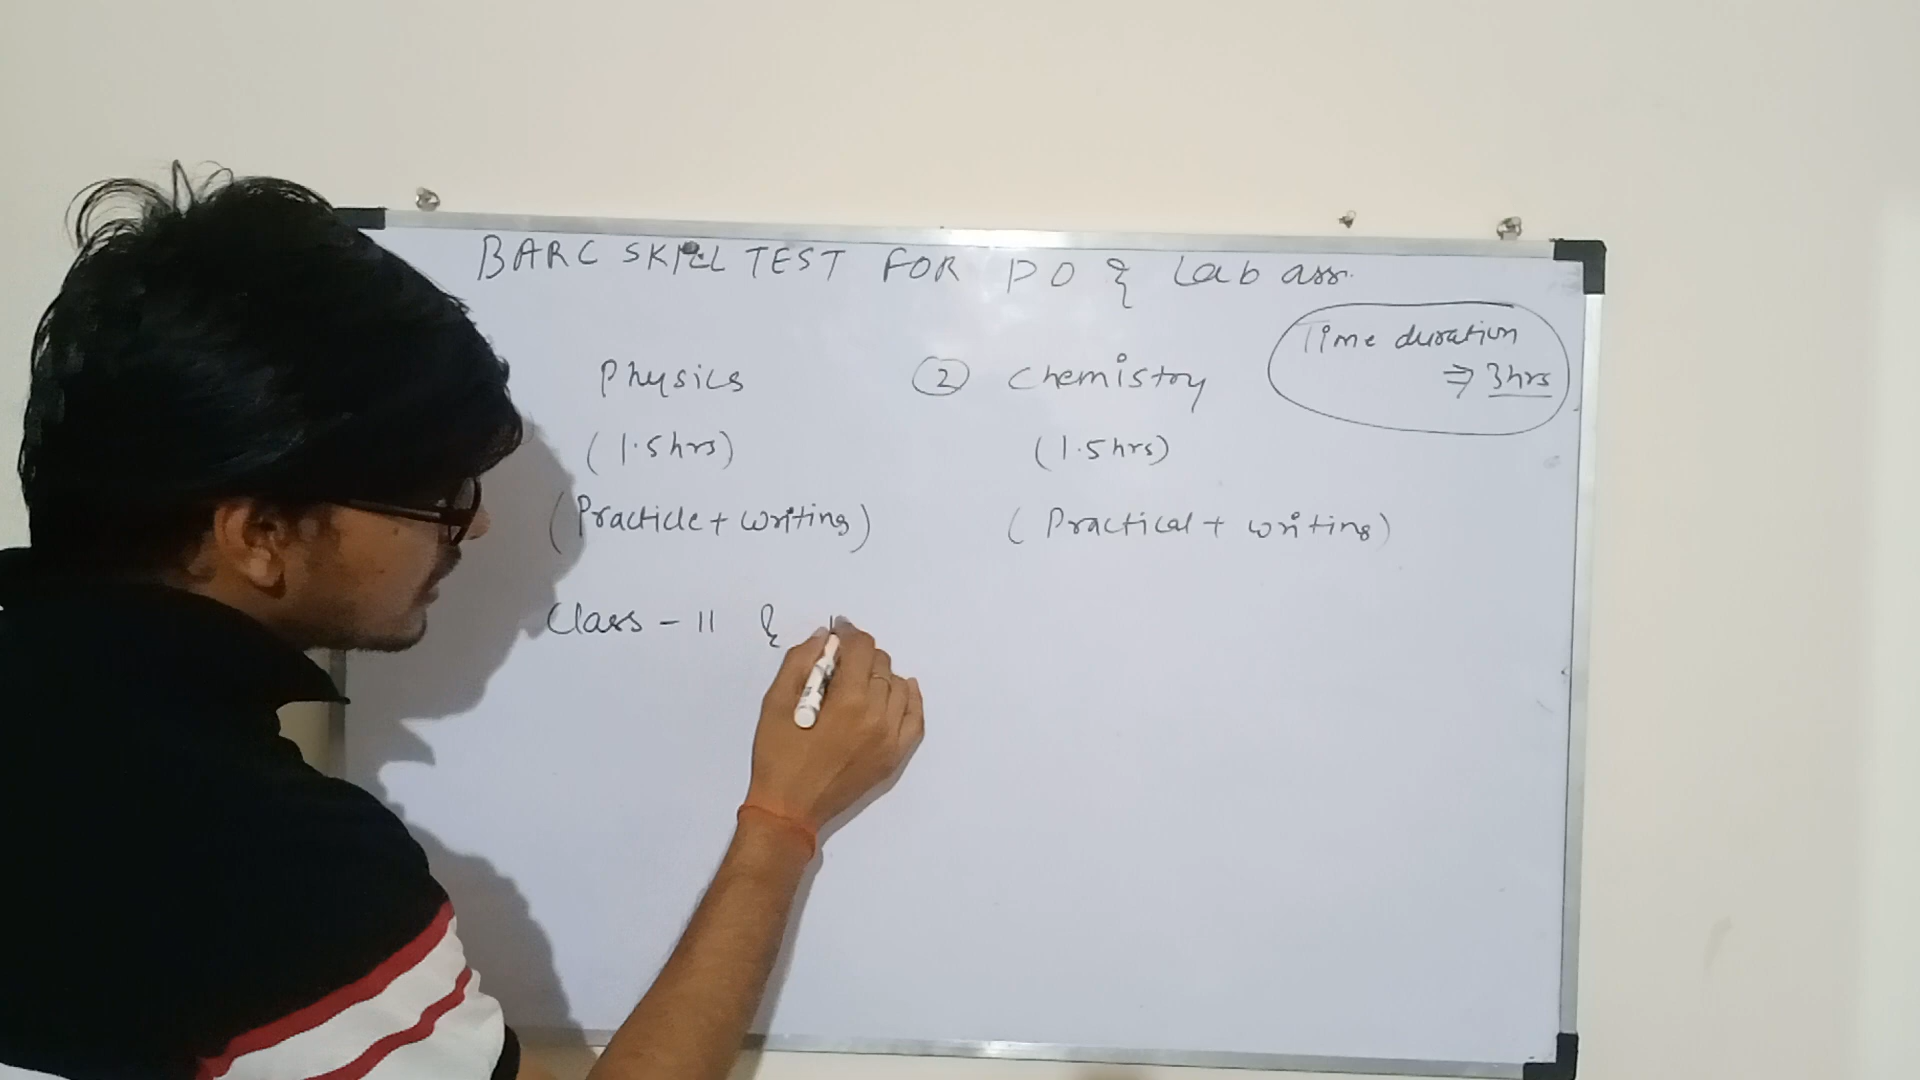 BARC SKILL TEST FOR PO & Lab ass.
Time duration
⇒ 3hrs
Physics
(1.5hrs)
(Practicle + writing)
② Chemistry
(1.5hrs)
(Practical + writing)
Class - 11 & 1